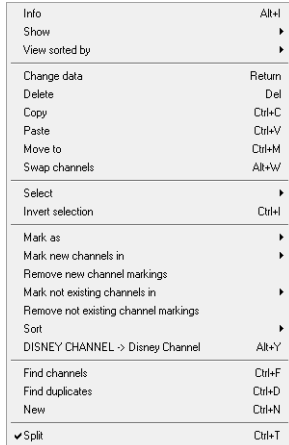 Info Alt+I
Show
View sorted by
Change data Return
Delete Del
Copy Ctrl+C
Paste Ctrl+V
Move to Ctrl+M
Swap channels Alt+W
Select
Invert selection Ctrl+I
Mark as
Mark new channels in
Remove new channel markings
Mark not existing channels in
Remove not existing channel markings
Sort
DISNEY CHANNEL -> Disney Channel Alt+Y
Find channels Ctrl+F
Find duplicates Ctrl+D
New Ctrl+N
Split Ctrl+T